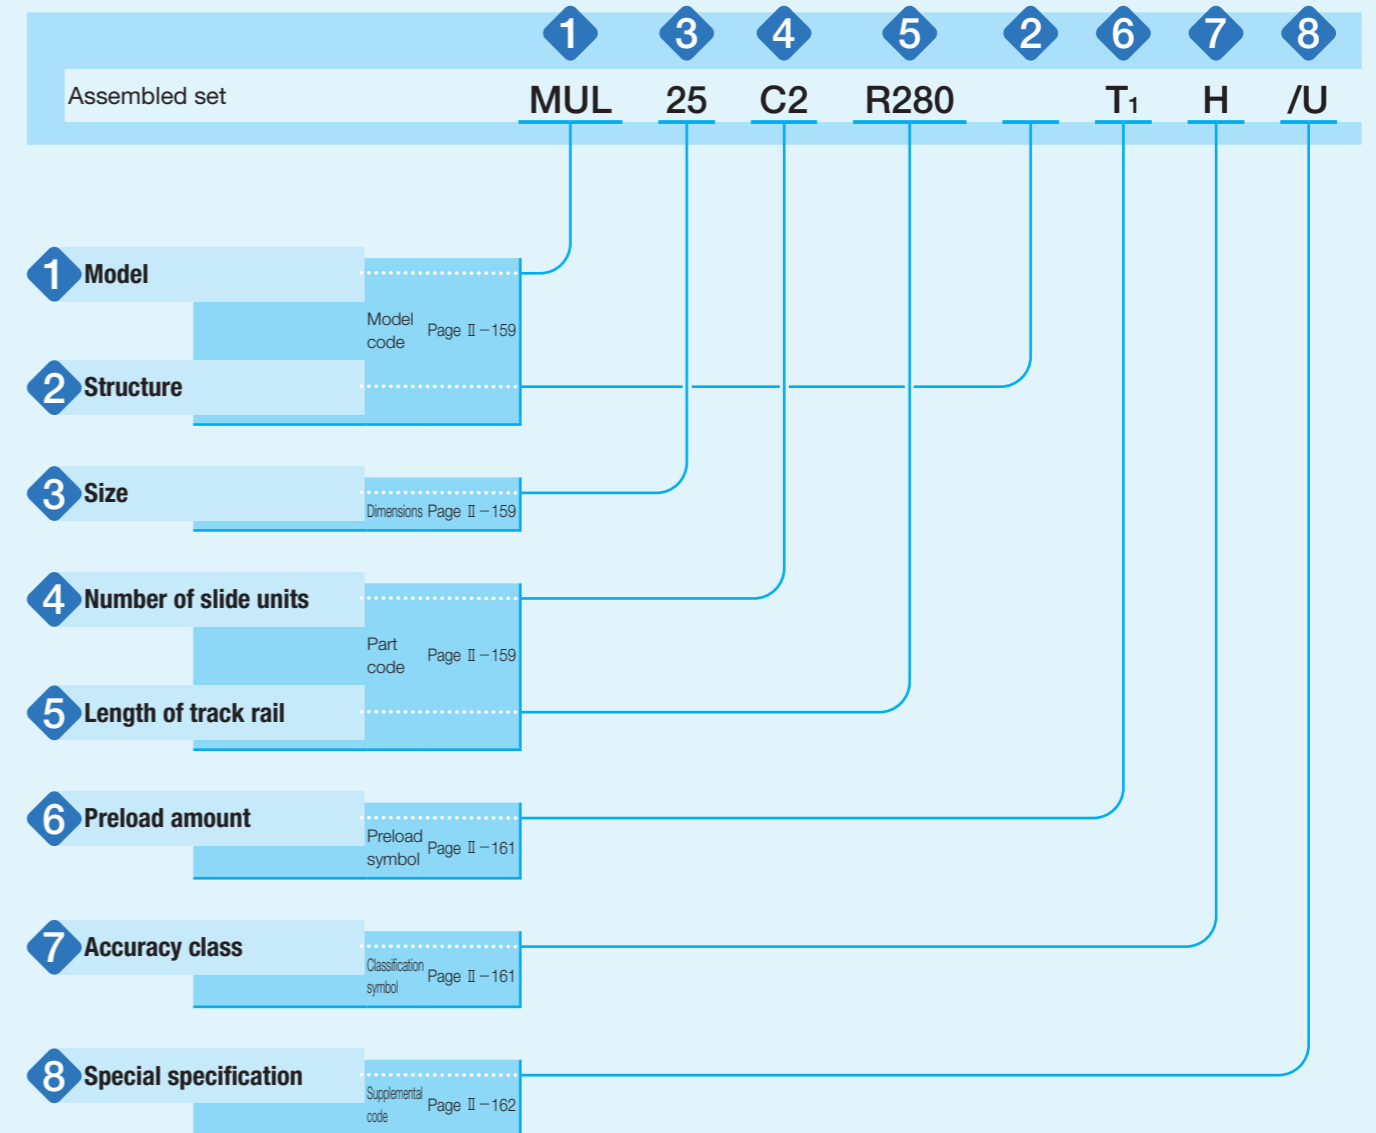 1 3 4 5 2 6 7 8
Assembled set MUL 25 C2 R280 T1 H /U
1 Model
Model
code Page Ⅱ-159
2 Structure
3 Size
Dimensions Page Ⅱ-159
4 Number of slide units
Part
code Page Ⅱ-159
5 Length of track rail
6 Preload amount
Preload
symbol Page Ⅱ-161
7 Accuracy class
Classification
symbol Page Ⅱ-161
8 Special specification
Supplemental
code Page Ⅱ-162